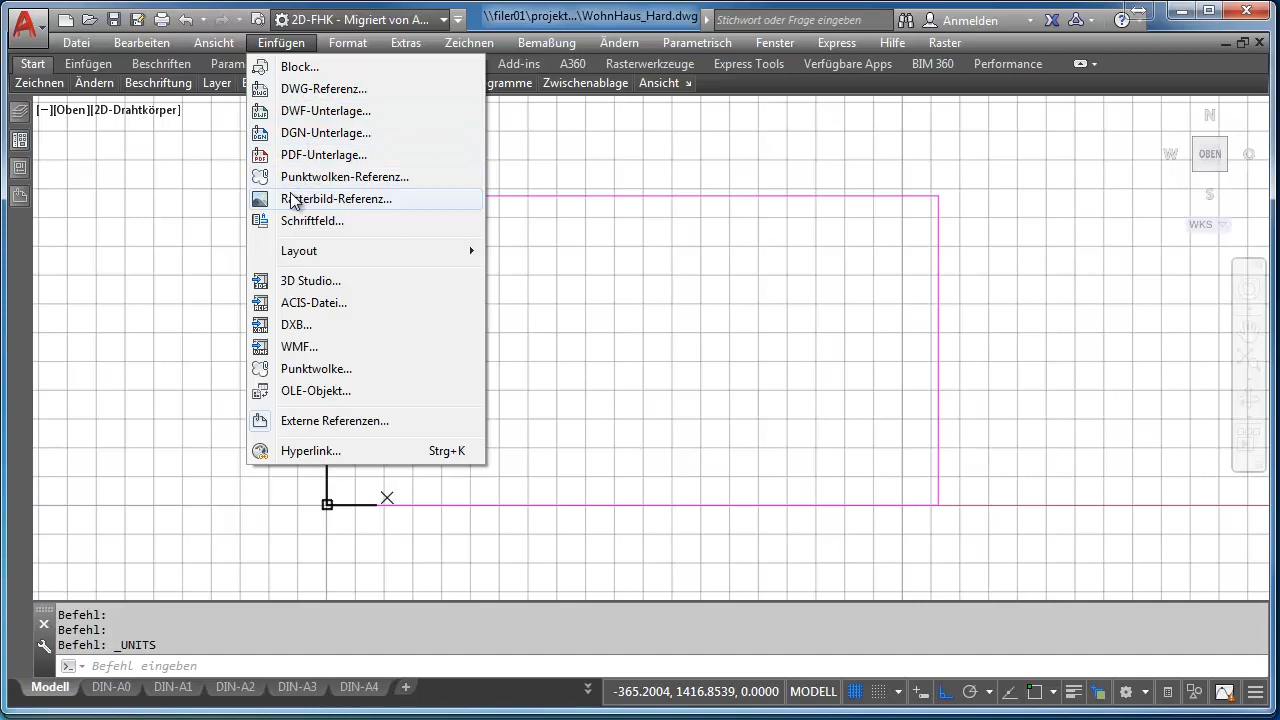 2D-FHK - Migriert von A...
\\filer01\projekt...\WohnHaus_Hard.dwg
Stichwort oder Frage eingeben
Anmelden
Datei Bearbeiten Ansicht Einfügen Format Extras Zeichnen Bemaßung Ändern Parametrisch Fenster Express Hilfe Raster
Start Einfügen Beschriften Param Add-ins A360 Rasterwerkzeuge Express Tools Verfügbare Apps BIM 360 Performance
Zeichnen Ändern Beschriftung Layer ogramme Zwischenablage Ansicht
[−][Oben][2D-Drahtkörper]
Block...
DWG-Referenz...
DWF-Unterlage...
DGN-Unterlage...
PDF-Unterlage...
Punktwolken-Referenz...
Rasterbild-Referenz...
Schriftfeld...
Layout
3D Studio...
ACIS-Datei...
DXB...
WMF...
Punktwolke...
OLE-Objekt...
Externe Referenzen...
Hyperlink... Strg+K
N
W OBEN O
S
WKS
X
Befehl:
Befehl:
Befehl: _UNITS
Befehl eingeben
Modell DIN-A0 DIN-A1 DIN-A2 DIN-A3 DIN-A4
-365.2004, 1416.8539, 0.0000 MODELL